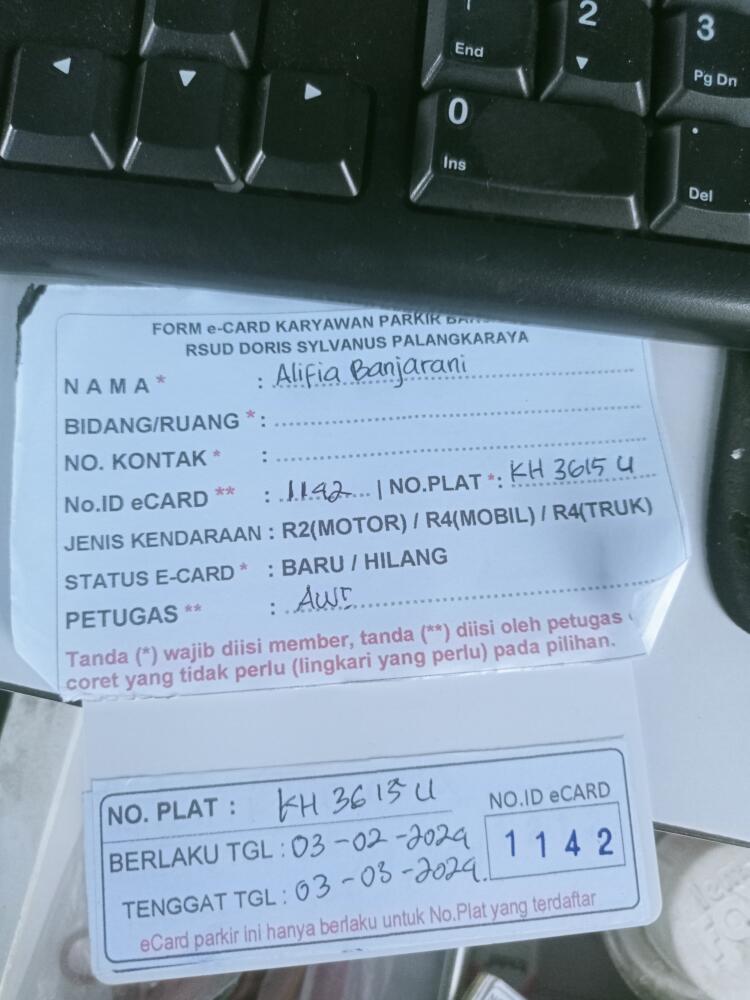 1
End
2
3
Pg Dn
0
Ins
.
Del
FORM e-CARD KARYAWAN PARKIR
RSUD DORIS SYLVANUS PALANGKARAYA
NAMA* : Alifia Banjarani
BIDANG/RUANG *:
NO. KONTAK * :
No.ID eCARD ** : 1142 | NO.PLAT *: KH 3615 U
JENIS KENDARAAN : R2(MOTOR) / R4(MOBIL) / R4(TRUK)
STATUS E-CARD * : BARU / HILANG
PETUGAS ** :
Tanda (*) wajib diisi member, tanda (**) diisi oleh petugas
coret yang tidak perlu (lingkari yang perlu) pada pilihan.
NO. PLAT : KH 3615 U
NO.ID eCARD
BERLAKU TGL : 03-02-2024
1142
TENGGAT TGL : 03-03-2024.
eCard parkir ini hanya berlaku untuk No.Plat yang terdaftar